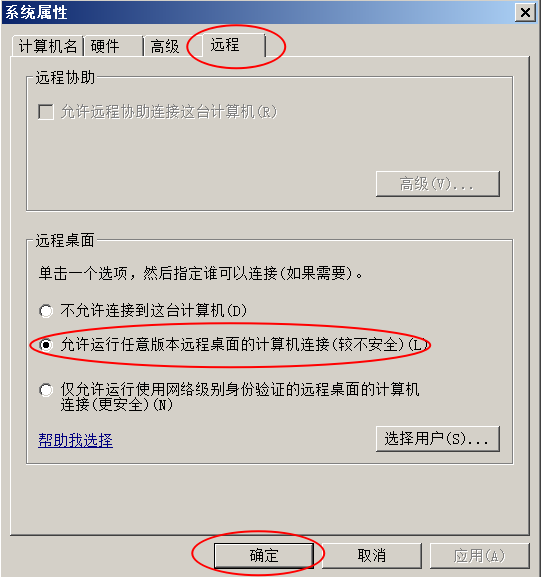 系统属性
计算机名 硬件 高级 远程
远程协助
允许远程协助连接这台计算机(R)
高级(V)...
远程桌面
单击一个选项，然后指定谁可以连接(如果需要)。
不允许连接到这台计算机(D)
允许运行任意版本远程桌面的计算机连接(较不安全)(L)
仅允许运行使用网络级别身份验证的远程桌面的计算机
连接(更安全)(N)
帮助我选择 选择用户(S)...
确定 取消 应用(A)